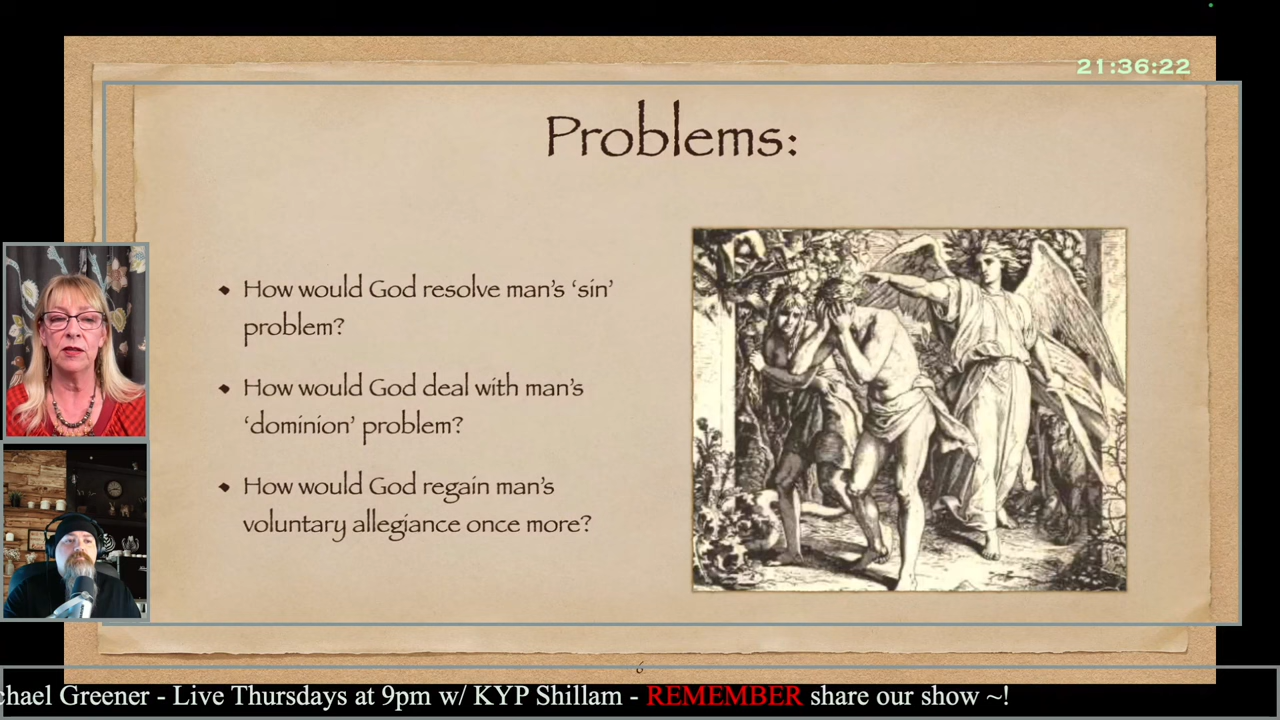 21:36:22
Problems:
How would God resolve man's ‘sin’
problem?
How would God deal with man's
‘dominion’ problem?
How would God regain man's
voluntary allegiance once more?
6
chael Greener - Live Thursdays at 9pm w/ KYP Shillam - REMEMBER share our show ~!